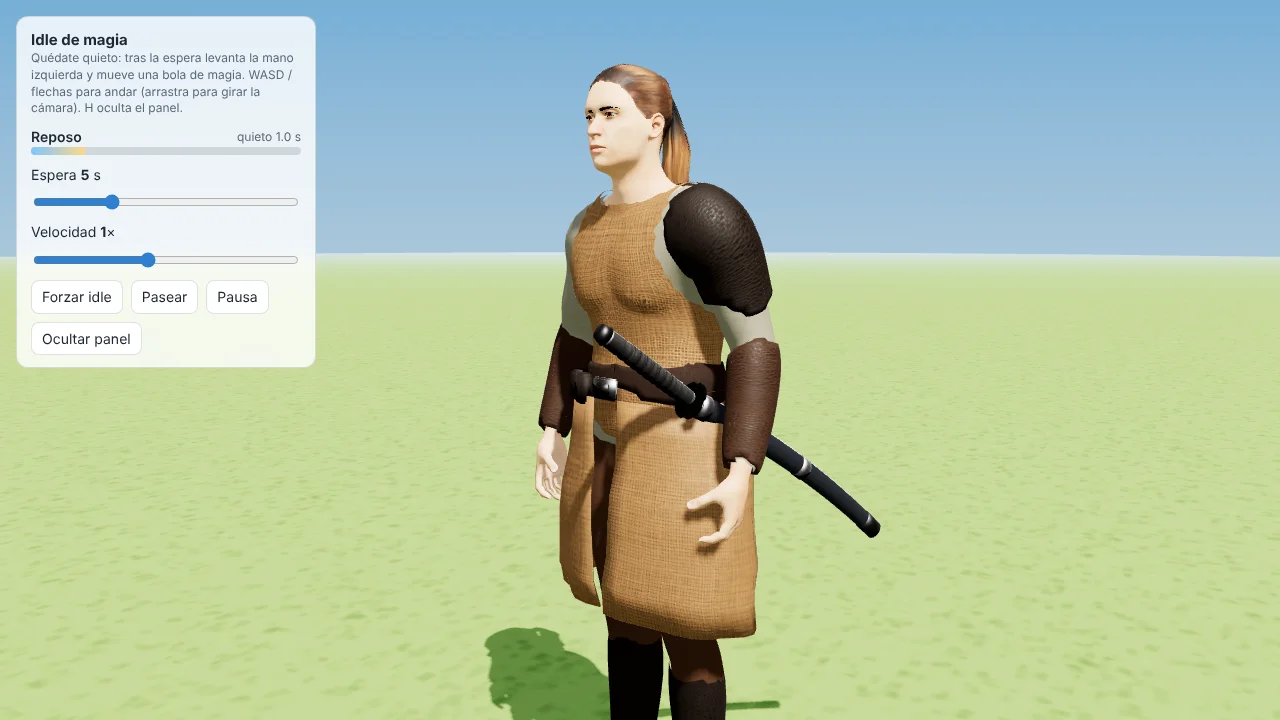 Idle de magia
Quédate quieto: tras la espera levanta la mano
izquierda y mueve una bola de magia. WASD /
flechas para andar (arrastra para girar la
cámara). H oculta el panel.
Reposo quieto 1.0 s
Espera 5 s
Velocidad 1×
Forzar idle Pasear Pausa
Ocultar panel